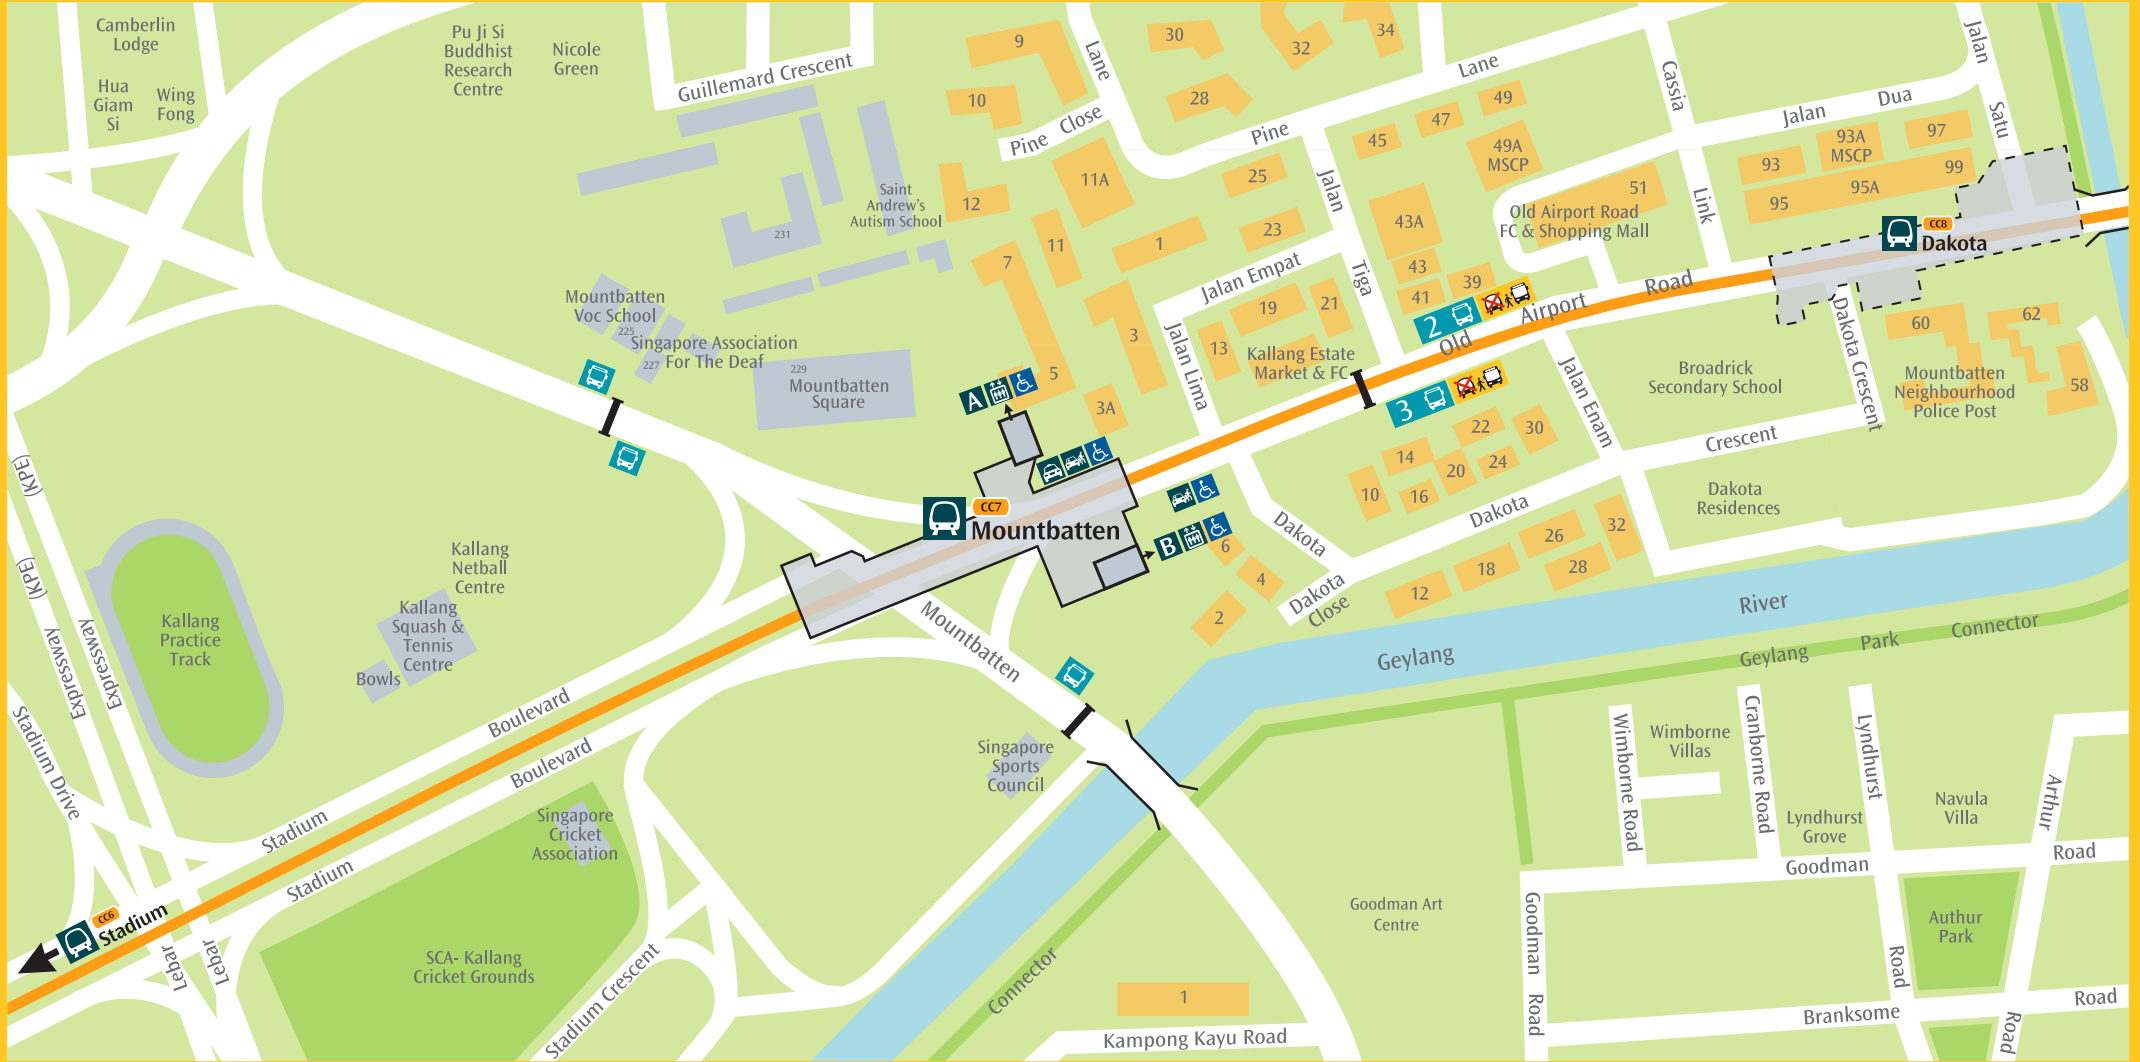 Camberlin
Lodge
Hua
Giam
Si
Wing
Fong
Pu Ji Si
Buddhist
Research
Centre
Nicole
Green
Guillemard Crescent
9
10
Lane
Pine Close
30
32
34
28
Pine
Lane
Cassia
Link
Jalan
Dua
Jalan
Satu
45
47
49
49A
MSCP
93
93A
MSCP
97
99
95
95A
51
Old Airport Road
FC & Shopping Mall
CC8
Dakota
231
Saint
Andrew's
Autism School
12
11A
11
7
1
25
23
Jalan
Tiga
43A
43
41
39
Jalan Empat
19
21
13
3
5
3A
Jalan Lima
Kallang Estate
Market & FC
2
3
Old
Airport
Road
Jalan Enam
Broadrick
Secondary School
Dakota Crescent
60
62
58
Mountbatten
Neighbourhood
Police Post
Mountbatten
Voc School
225
227
Singapore Association
For The Deaf
229
Mountbatten
Square
A
CC7
Mountbatten
B
22
30
14
20
24
10
16
Crescent
Dakota
Dakota
Residences
Dakota
Dakota
Close
6
4
2
26
32
18
28
12
Geylang
River
Geylang
Park
Connector
(KPE)
(KPE)
Expressway
Expressway
Kallang
Practice
Track
Kallang
Netball
Centre
Kallang
Squash &
Tennis
Centre
Bowls
Mountbatten
Boulevard
Boulevard
Stadium Drive
Stadium
Stadium
CC6
Stadium
Lebar
Lebar
Singapore
Cricket
Association
SCA- Kallang
Cricket Grounds
Stadium Crescent
Singapore
Sports
Council
Connector
1
Kampong Kayu Road
Goodman Art
Centre
Wimborne Road
Wimborne
Villas
Cranborne Road
Lyndhurst
Road
Lyndhurst
Grove
Navula
Villa
Arthur
Road
Goodman
Road
Goodman
Road
Authur
Park
Branksome
Road